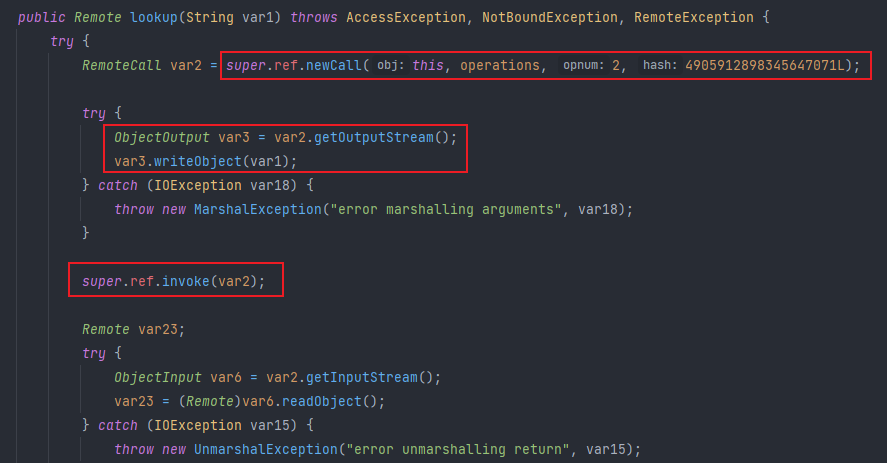 public Remote lookup(String var1) throws AccessException, NotBoundException, RemoteException {
try {
RemoteCall var2 = super.ref.newCall( obj: this, operations, opnum: 2, hash: 4905912898345647071L);
try {
ObjectOutput var3 = var2.getOutputStream();
var3.writeObject(var1);
} catch (IOException var18) {
throw new MarshalException("error marshalling arguments", var18);
}
super.ref.invoke(var2);
Remote var23;
try {
ObjectInput var6 = var2.getInputStream();
var23 = (Remote)var6.readObject();
} catch (IOException var15) {
throw new UnmarshalException("error unmarshalling return", var15);